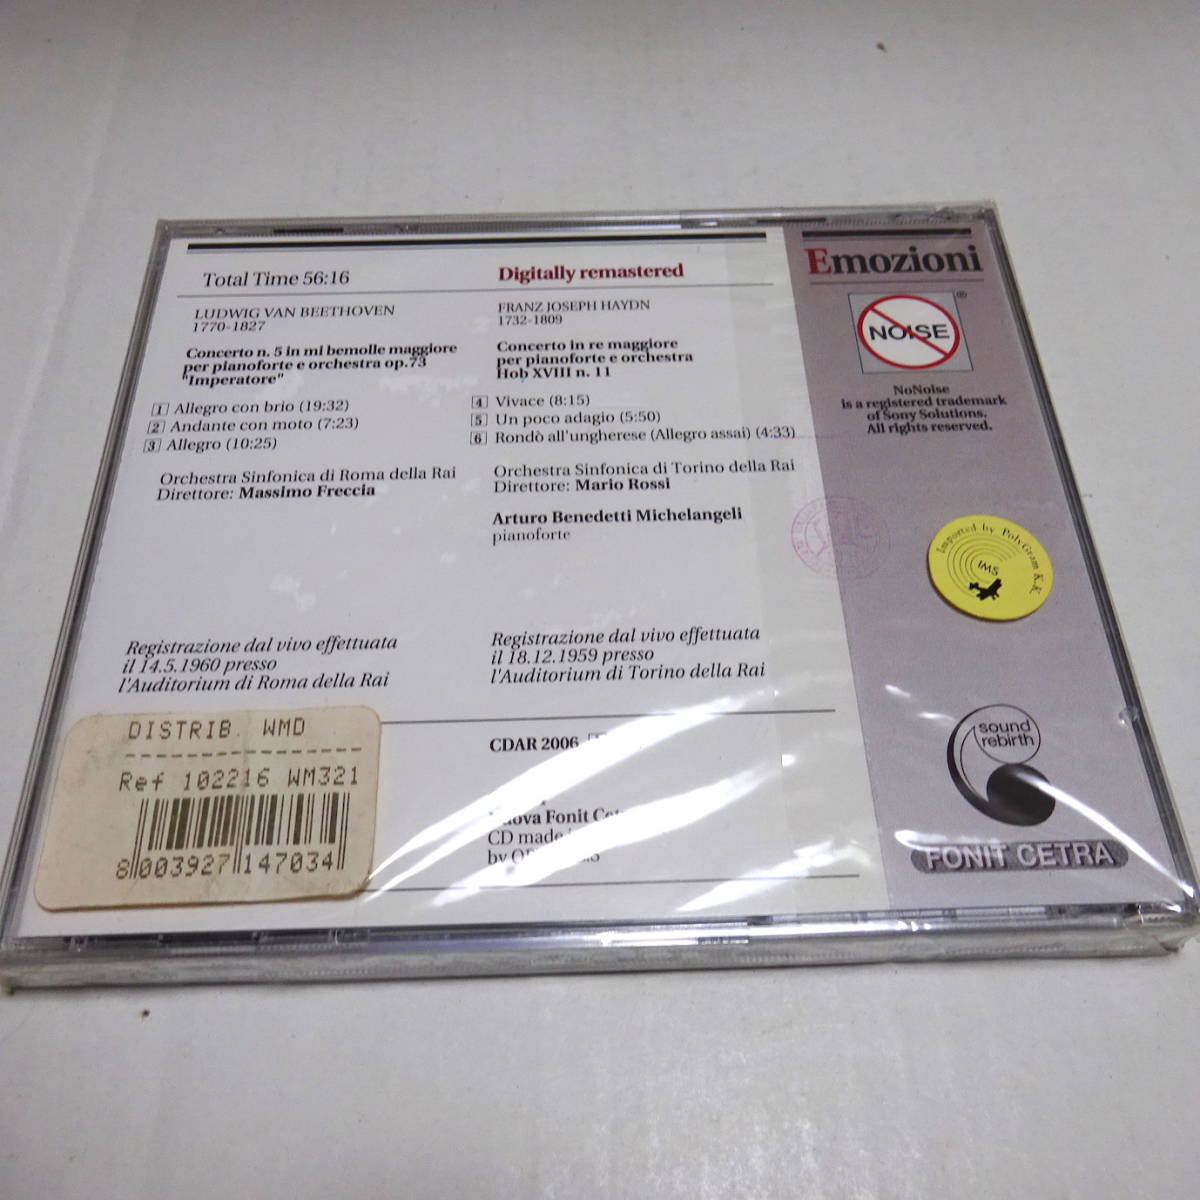 Total Time 56:16
LUDWIG VAN BEETHOVEN
1770-1827
Concerto n. 5 in mi bemolle maggiore
per pianoforte e orchestra op.73
"Imperatore"
1 Allegro con brio (19:32)
2 Andante con moto (7:23)
3 Allegro (10:25)
Orchestra Sinfonica di Roma della Rai
Direttore: Massimo Freccia
Registrazione dal vivo effettuata
il 14.5.1960 presso
l'Auditorium di Roma della Rai
Digitally remastered
FRANZ JOSEPH HAYDN
1732-1809
Concerto in re maggiore
per pianoforte e orchestra
Hob XVIII n. 11
4 Vivace (8:15)
5 Un poco adagio (5:50)
6 Rondò all'ungherese (Allegro assai) (4:33)
Orchestra Sinfonica di Torino della Rai
Direttore: Mario Rossi
Arturo Benedetti Michelangeli
pianoforte
Registrazione dal vivo effettuata
il 18.12.1959 presso
l'Auditorium di Torino della Rai
CDAR 2006
Fonit
CD made
by
DISTRIB. WMD
Ref 102216 WM321
8 003927 147034
Emozioni
NOISE ®
NoNoise
is a registered trademark
of Sony Solutions.
All rights reserved.
Imported by PolyGram K.K.
IMS
sound
rebirth
FONIT CETRA